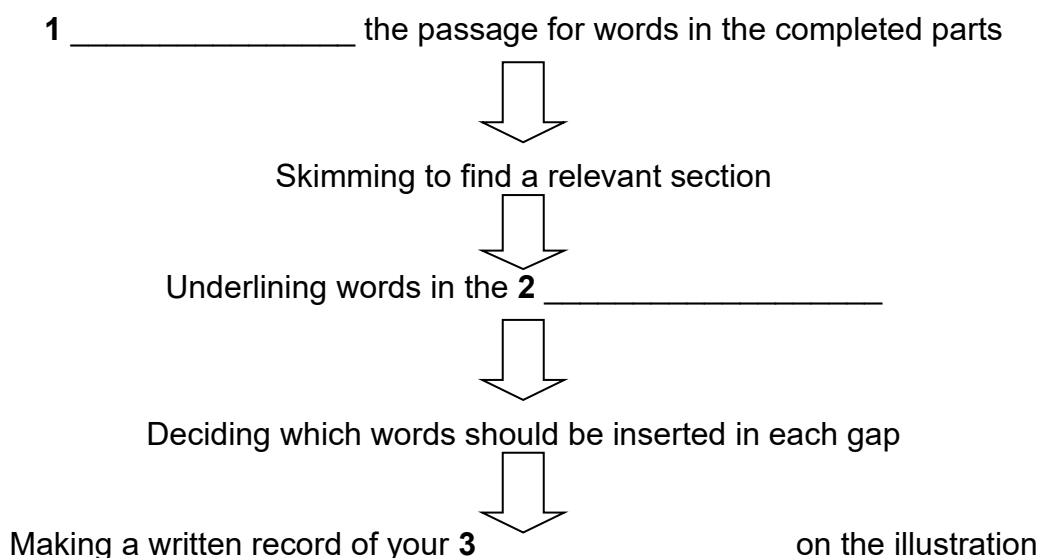 1 ________________ the passage for words in the completed parts
Skimming to find a relevant section
Underlining words in the 2 ___________________
Deciding which words should be inserted in each gap
Making a written record of your 3 __________________ on the illustration